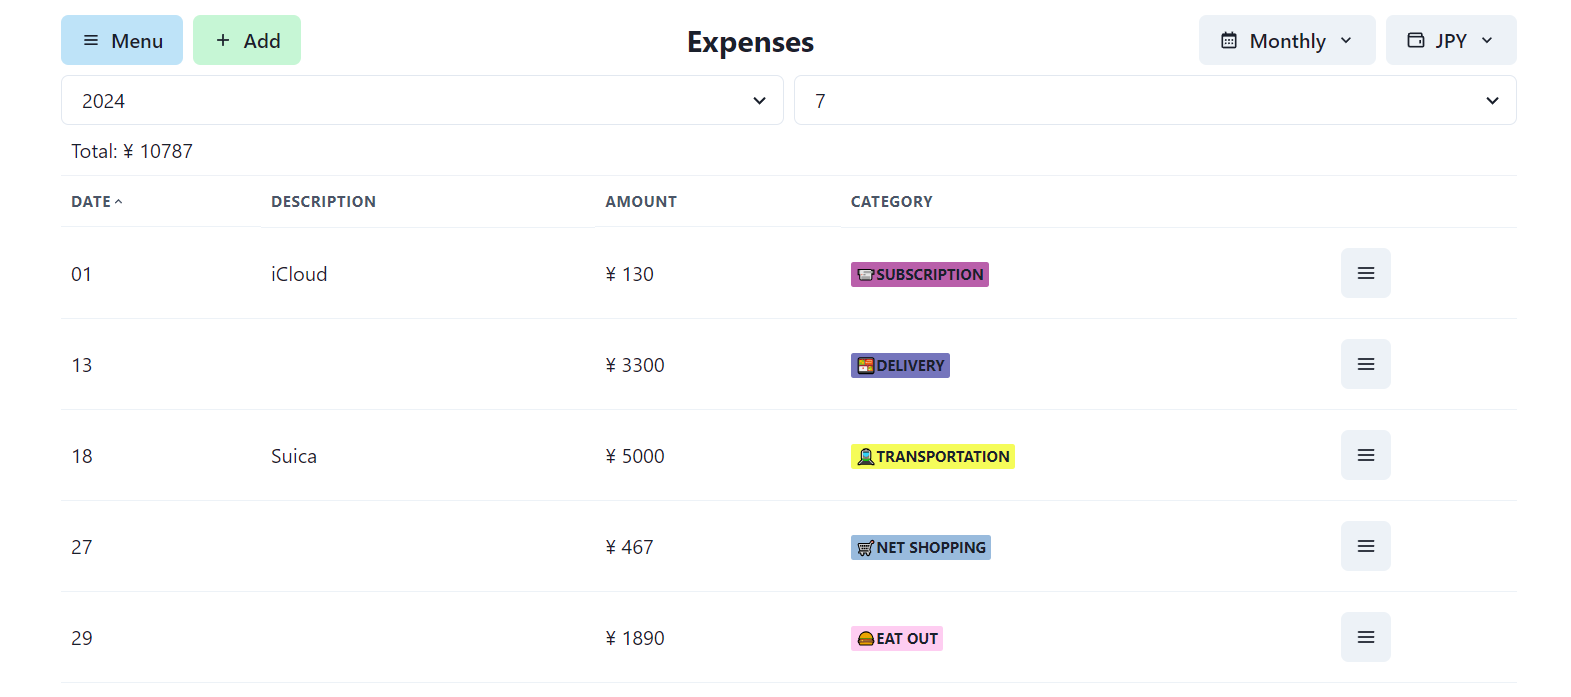 Menu + Add Expenses Monthly JPY
2024 7
Total: ¥ 10787
DATE DESCRIPTION AMOUNT CATEGORY
01 iCloud ¥ 130 SUBSCRIPTION
13 ¥ 3300 DELIVERY
18 Suica ¥ 5000 TRANSPORTATION
27 ¥ 467 NET SHOPPING
29 ¥ 1890 EAT OUT